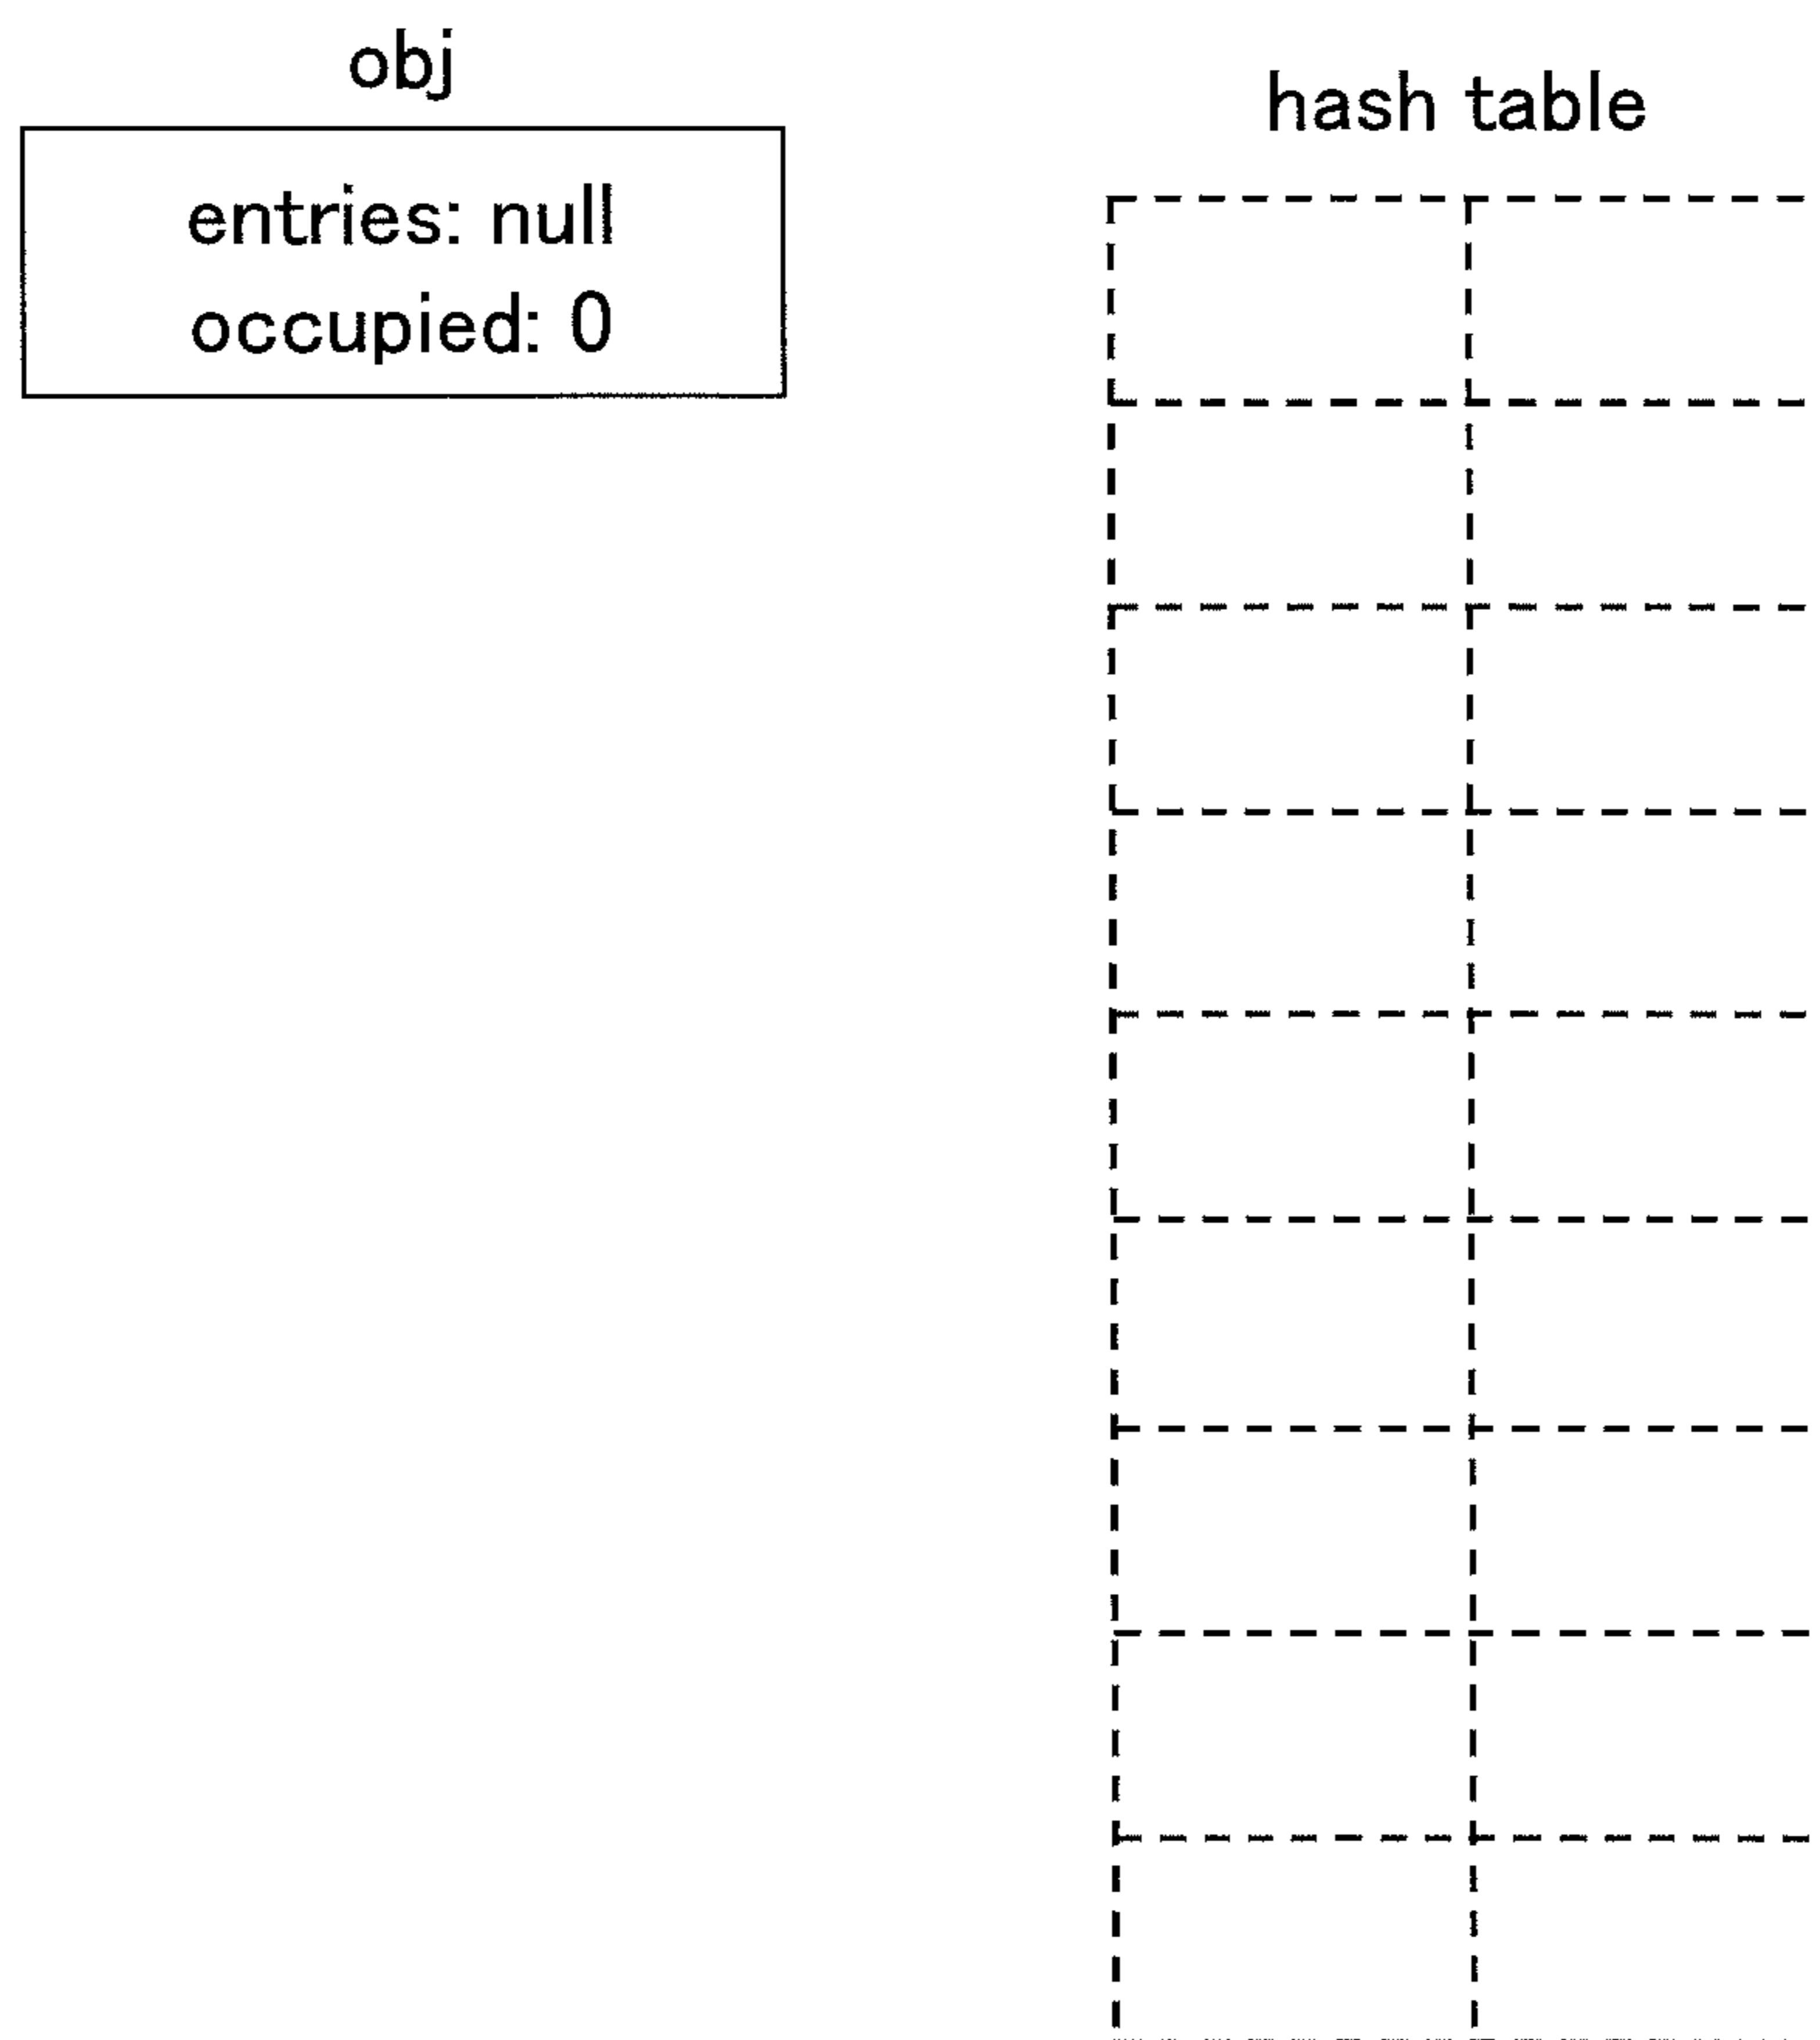 obj
hash table
entries: null
occupied: 0